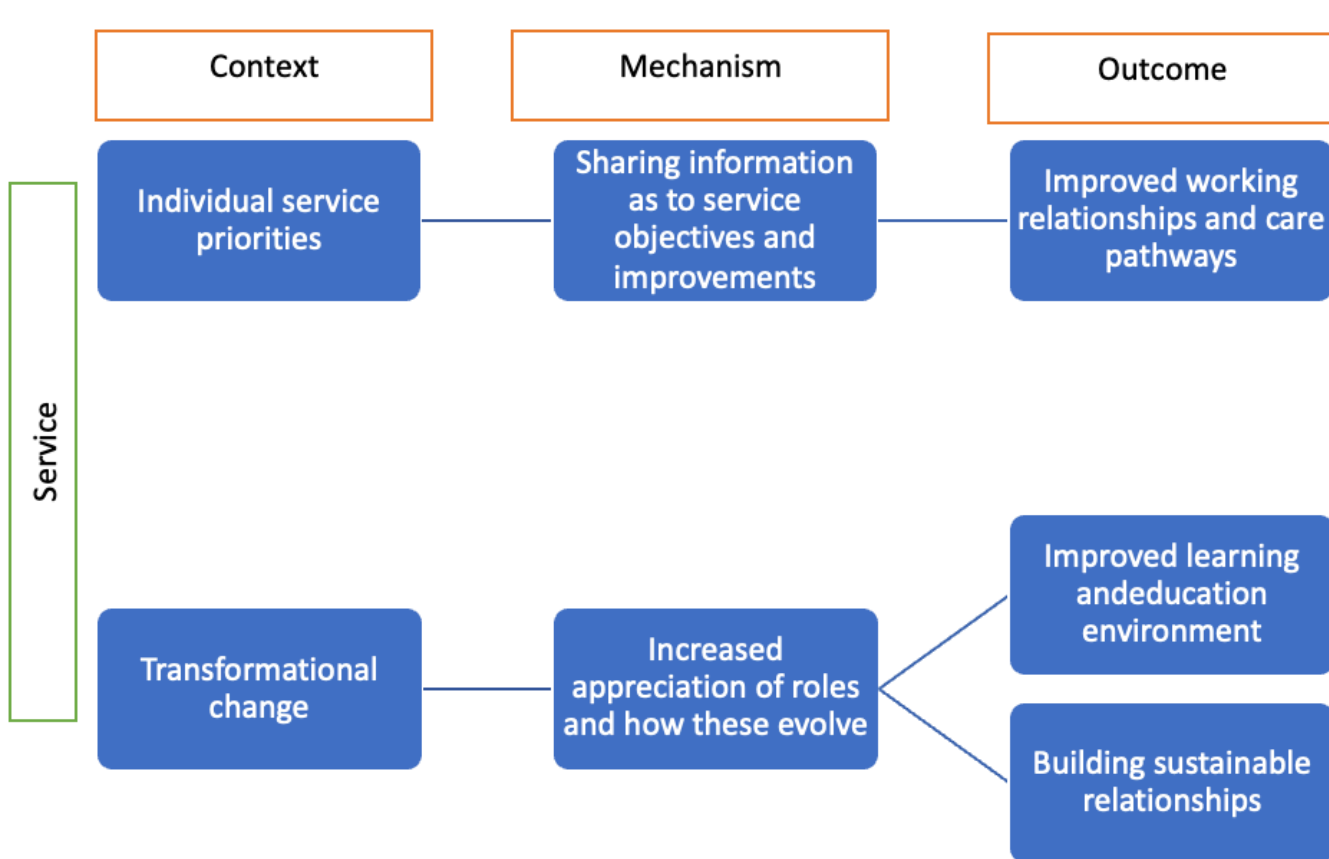 Context
Mechanism
Outcome
Service
Individual service
priorities
Sharing information
as to service
objectives and
improvements
Improved working
relationships and care
pathways
Transformational
change
Increased
appreciation of roles
and how these evolve
Improved learning
andeducation
environment
Building sustainable
relationships